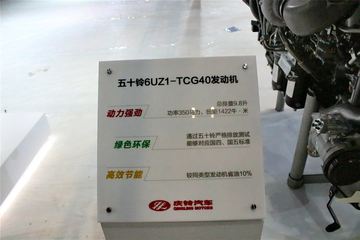 五十铃6UZ1-TCG40发动机
动力强劲
总排量9.8升
功率350马力，扭矩1422牛·米
绿色环保
通过五十铃严格排放测试
能够对应国四、国五标准
高效节能
较同类型发动机省油10%
庆铃汽车
QINGLING MOTORS